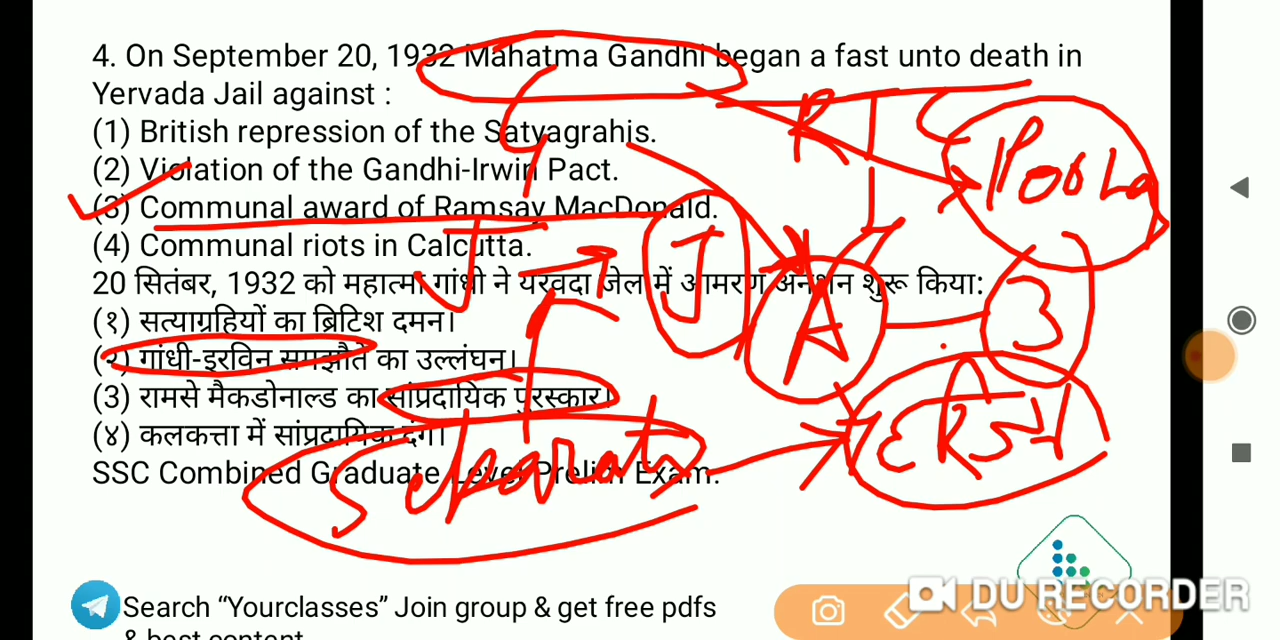 4. On September 20, 1932 Mahatma Gandhi began a fast unto death in
Yervada Jail against :
(1) British repression of the Satyagrahis.
(2) Violation of the Gandhi-Irwin Pact.
(3) Communal award of Ramsay MacDonald.
(4) Communal riots in Calcutta.
20 सितंबर, 1932 को महात्मा गांधी ने यरवदा जेल में आमरण अनशन शुरू किया:
(१) सत्याग्रहियों का ब्रिटिश दमन।
(२) गांधी-इरविन समझौते का उल्लंघन।
(3) रामसे मैकडोनाल्ड का सांप्रदायिक पुरस्कार।
(४) कलकत्ता में सांप्रदायिक दंगे।
SSC Combined Graduate Level Prelim Exam.
G
R
J
J
A
3
Search “Yourclasses” Join group & get free pdfs
& best content
DU RECORDER